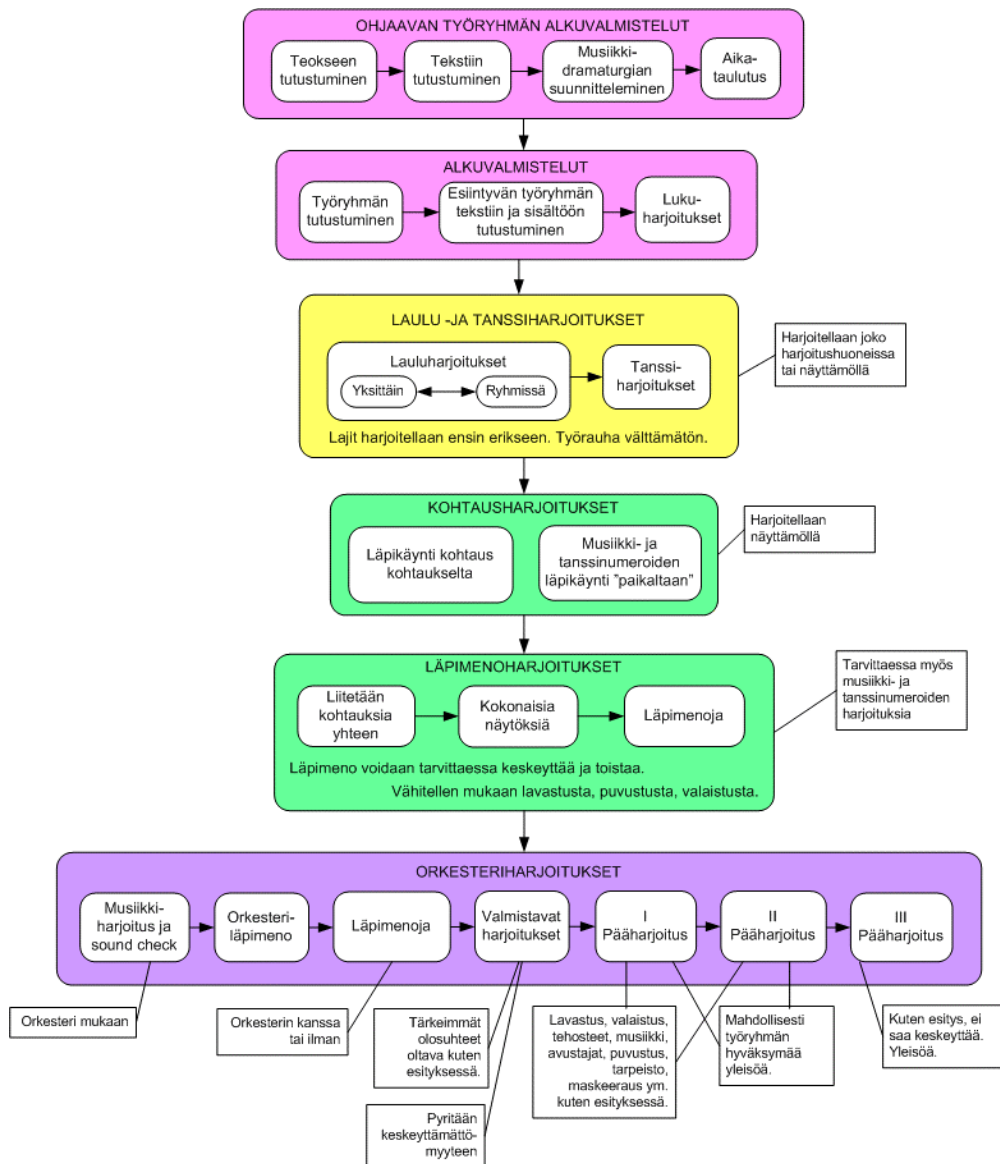 OHJAAVAN TYÖRYHMÄN ALKUVALMISTELUT
Teokseen
tutustuminen
Tekstiin
tutustuminen
Musiikki-
dramaturgian
suunnitteleminen
Aika-
taulutus
ALKUVALMISTELUT
Työryhmän
tutustuminen
Esiintyvän työryhmän
tekstiin ja sisältöön
tutustuminen
Luku-
harjoitukset
LAULU -JA TANSSIHARJOITUKSET
Lauluharjoitukset
Yksittäin
Ryhmissä
Tanssi-
harjoitukset
Lajit harjoitellaan ensin erikseen. Työrauha välttämätön.
Harjoitellaan joko
harjoitushuoneissa
tai näyttämöllä
KOHTAUSHARJOITUKSET
Läpikäynti kohtaus
kohtaukselta
Musiikki- ja
tanssinumeroiden
läpikäynti ”paikaltaan”
Harjoitellaan
näyttämöllä
LÄPIMENOHARJOITUKSET
Liitetään
kohtauksia
yhteen
Kokonaisia
näytöksiä
Läpimenoja
Läpimeno voidaan tarvittaessa keskeyttää ja toistaa.
Vähitellen mukaan lavastusta, puvustusta, valaistusta.
Tarvittaessa myös
musiikki- ja
tanssinumeroiden
harjoituksia
ORKESTERIHARJOITUKSET
Musiikki-
harjoitus ja
sound check
Orkesteri-
läpimeno
Läpimenoja
Valmistavat
harjoitukset
I
Pääharjoitus
II
Pääharjoitus
III
Pääharjoitus
Orkesteri mukaan
Orkesterin kanssa
tai ilman
Tärkeimmät
olosuhteet
oltava kuten
esityksessä.
Pyritään
keskeyttämättö-
myyteen
Lavastus, valaistus,
tehosteet, musiikki,
avustajat, puvustus,
tarpeisto,
maskeeraus ym.
kuten esityksessä.
Mahdollisesti
työryhmän
hyväksymää
yleisöä.
Kuten esitys, ei
saa keskeyttää.
Yleisöä.